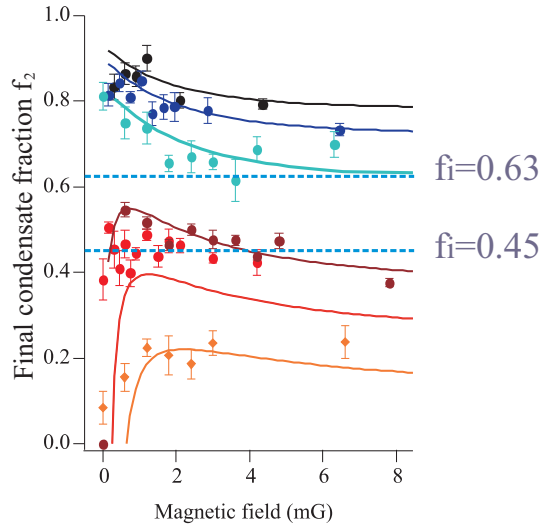 1.0
0.8
0.6
0.4
0.2
0.0
Final condensate fraction f₂
fi=0.63
fi=0.45
0 2 4 6 8
Magnetic field (mG)